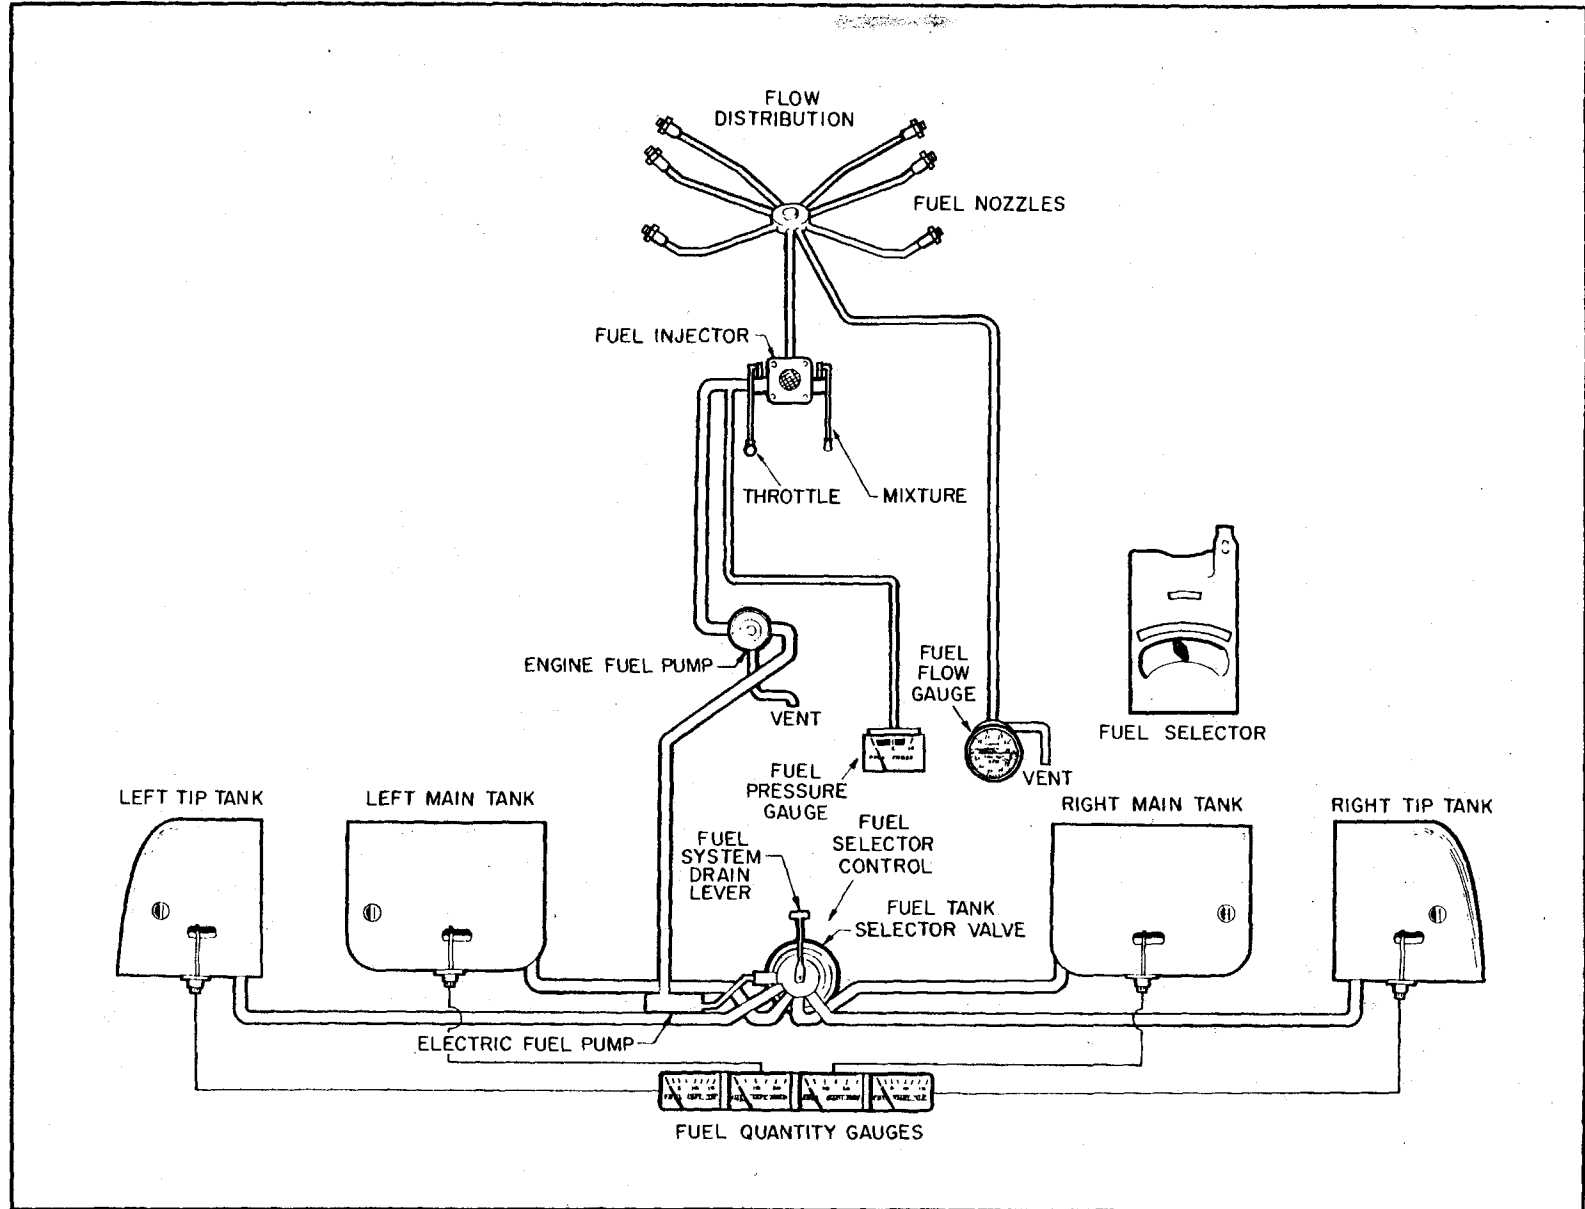 FLOW
DISTRIBUTION
FUEL NOZZLES
FUEL INJECTOR
THROTTLE
MIXTURE
ENGINE FUEL PUMP
VENT
FUEL
FLOW
GAUGE
FUEL SELECTOR
FUEL
PRESSURE
GAUGE
VENT
LEFT TIP TANK
LEFT MAIN TANK
RIGHT MAIN TANK
RIGHT TIP TANK
FUEL
SYSTEM
DRAIN
LEVER
FUEL
SELECTOR
CONTROL
FUEL TANK
SELECTOR VALVE
ELECTRIC FUEL PUMP
FUEL QUANTITY GAUGES